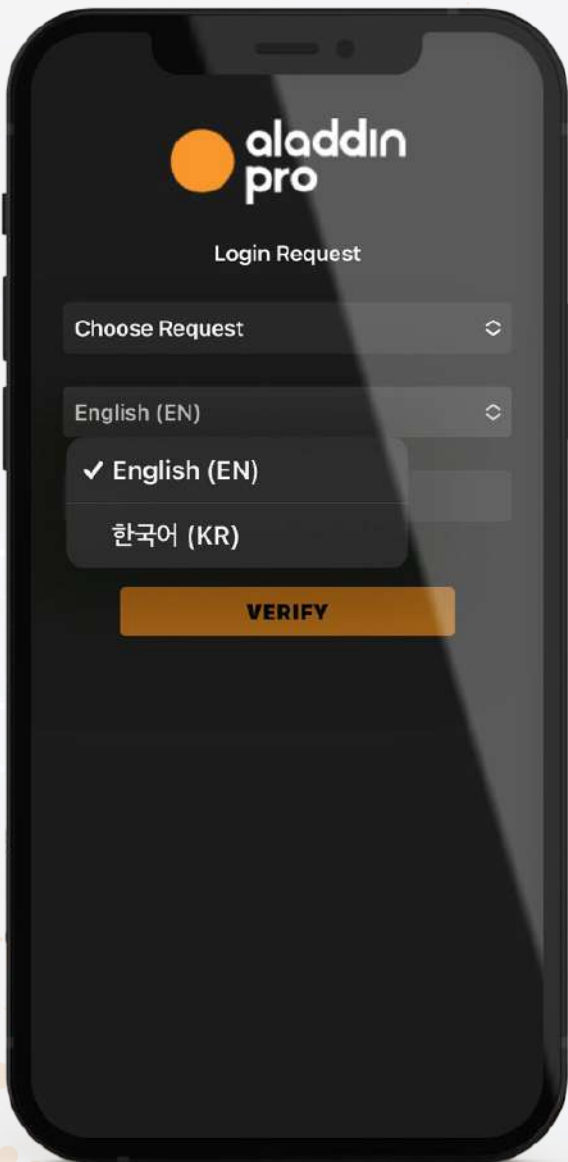 aladdin
pro
Login Request
Choose Request
English (EN)
✓ English (EN)
한국어 (KR)
VERIFY